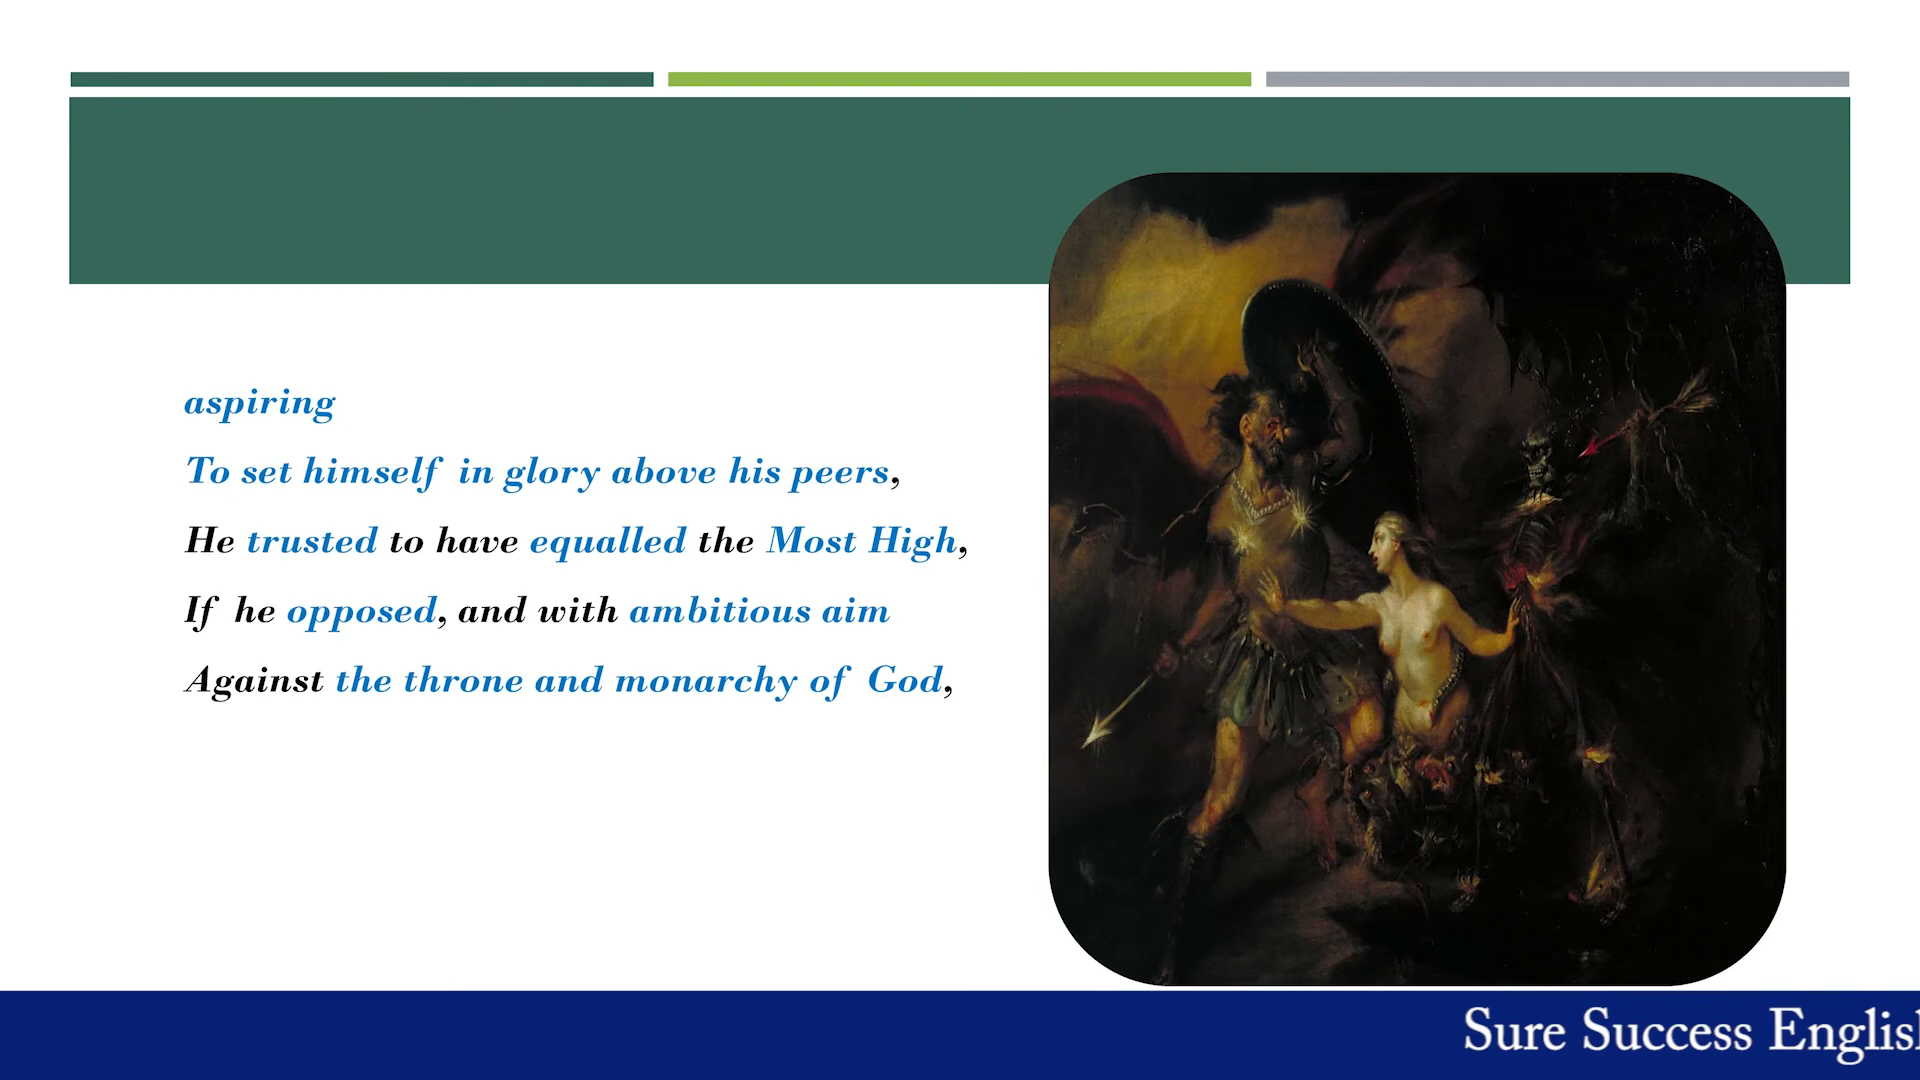 aspiring
To set himself in glory above his peers,
He trusted to have equalled the Most High,
If he opposed, and with ambitious aim
Against the throne and monarchy of God,
Sure Success Englis